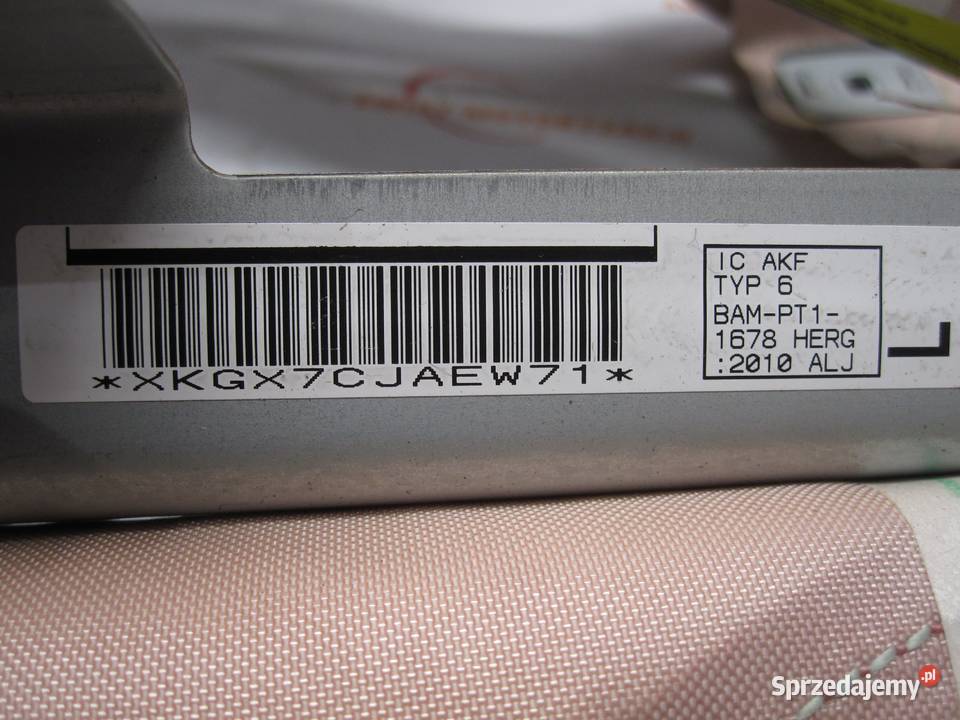 *XKGX7CJAEW71*
IC AKF
TYP 6
BAM-PT1-
1678 HERG
:2010 ALJ
Sprzedajemy.pl